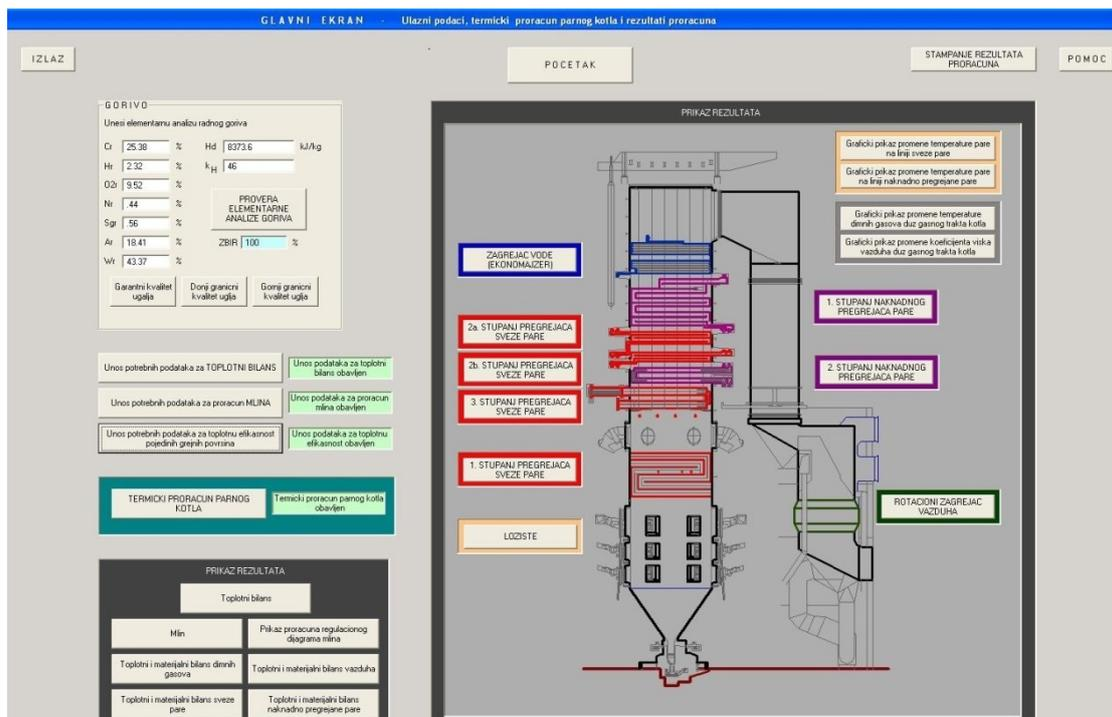 GLAVNI EKRAN - Ulazni podaci, termicki proracun parnog kotla i rezultati proracuna
IZLAZ
POCETAK
STAMPANJE REZULTATA
PRORACUNA
POMOC
GORIVO
Unesi elementarnu analizu radnog goriva
Cr 25.38 % Hd 8373.6 kJ/kg
Hr 2.32 % kH 46
O2r 9.52 %
Nr .44 %
Sgr .56 %
Ar 18.41 %
Wr 43.37 %
PROVERA
ELEMENTARNE
ANALIZE GORIVA
ZBIR 100 %
Garantni kvalitet
ugalja
Donji granicni
kvalitet uglja
Gornji granicni
kvalitet uglja
Unos potrebnih podataka za TOPLOTNI BILANS
Unos podataka za toplotni
bilans obavljen
Unos potrebnih podataka za proracun MLINA
Unos podataka za proracun
mlina obavljen
Unos potrebnih podataka za toplotnu efikasnost
pojedinih grejnih povrsina
Unos podataka za toplotnu
efikasnost obavljen
TERMICKI PRORACUN PARNOG
KOTLA
Termicki proracun parnog kotla
obavljen
PRIKAZ REZULTATA
Toplotni bilans
Mlin
Prikaz proracuna regulacionog
dijagrama mlina
Toplotni i materijalni bilans dimnih
gasova
Toplotni i materijalni bilans vazduha
Toplotni i materijalni bilans sveze
pare
Toplotni i materijalni bilans
naknadno pregrejane pare
PRIKAZ REZULTATA
Graficki prikaz promene temperature pare
na liniji sveze pare
Graficki prikaz promene temperature pare
na liniji naknadno pregrejane pare
Graficki prikaz promene temperature
dimnih gasova duz gasnog trakta kotla
Graficki prikaz promene koeficijenta viska
vazduha duz gasnog trakta kotla
ZAGREJAC VODE
(EKONOMAJZER)
2a. STUPANJ PREGREJACA
SVEZE PARE
2b. STUPANJ PREGREJACA
SVEZE PARE
3. STUPANJ PREGREJACA
SVEZE PARE
1. STUPANJ PREGREJACA
SVEZE PARE
LOZISTE
1. STUPANJ NAKNADNOG
PREGREJACA PARE
2. STUPANJ NAKNADNOG
PREGREJACA PARE
ROTACIONI ZAGREJAC
VAZDUHA